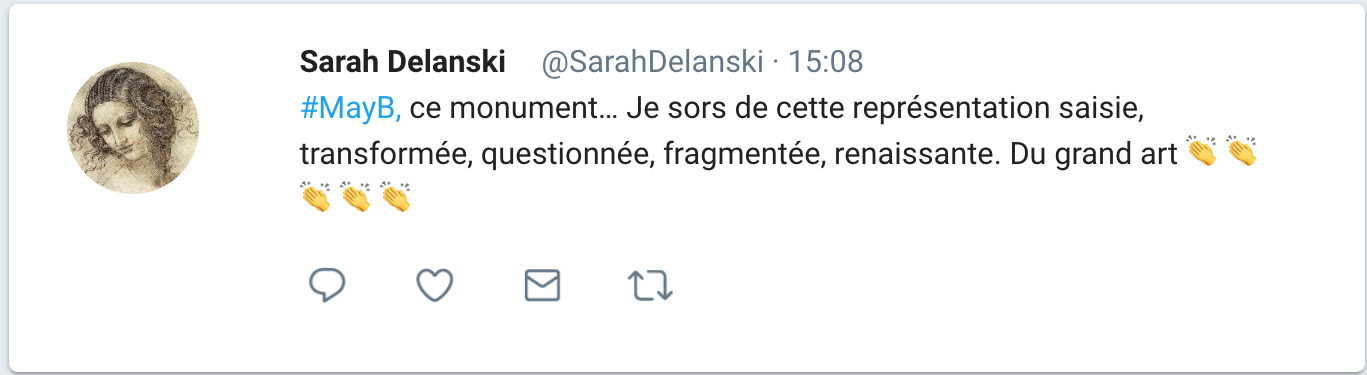 Sarah Delanski @SarahDelanski · 15:08
#MayB, ce monument... Je sors de cette représentation saisie,
transformée, questionnée, fragmentée, renaissante. Du grand art 👏 👏
👏 👏 👏